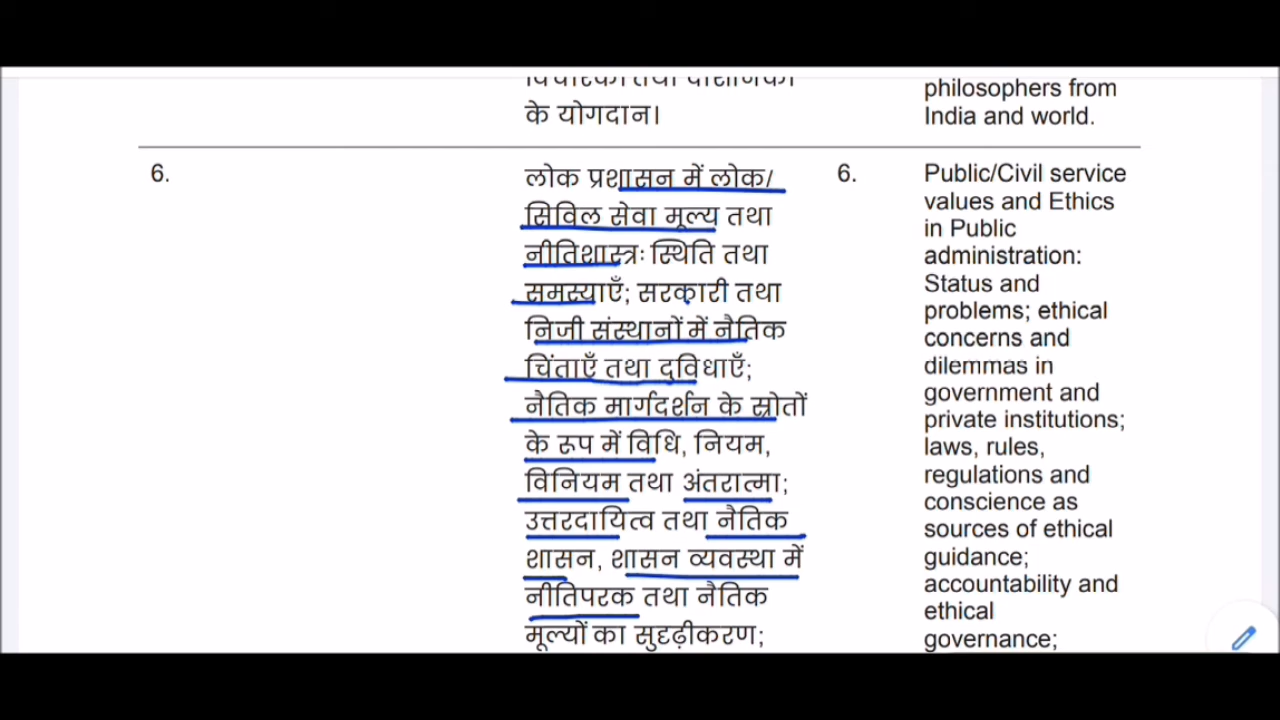 के योगदान।
philosophers from
India and world.
6.
लोक प्रशासन में लोक/
सिविल सेवा मूल्य तथा
नीतिशास्त्रः स्थिति तथा
समस्याएँ; सरकारी तथा
निजी संस्थानों में नैतिक
चिंताएँ तथा दुविधाएँ;
नैतिक मार्गदर्शन के स्रोतों
के रूप में विधि, नियम,
विनियम तथा अंतरात्मा;
उत्तरदायित्व तथा नैतिक
शासन, शासन व्यवस्था में
नीतिपरक तथा नैतिक
मूल्यों का सुदृढ़ीकरण;
6.
Public/Civil service
values and Ethics
in Public
administration:
Status and
problems; ethical
concerns and
dilemmas in
government and
private institutions;
laws, rules,
regulations and
conscience as
sources of ethical
guidance;
accountability and
ethical
governance;